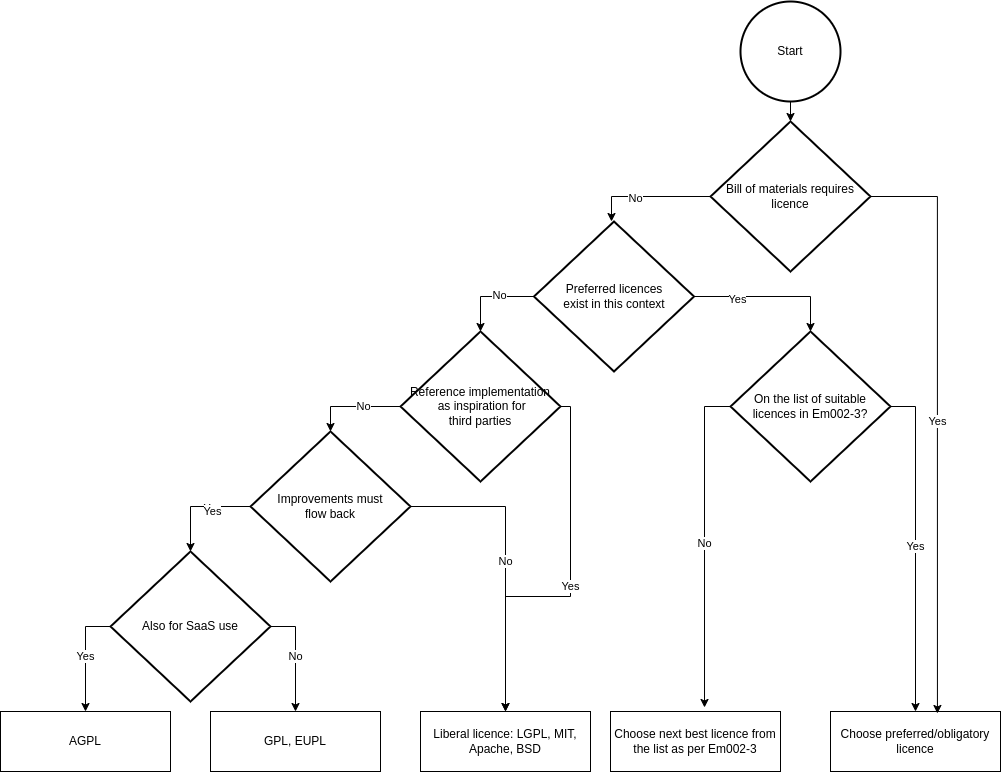 Start
Bill of materials requires
licence
No
Preferred licences
exist in this context
No
Yes
Reference implementation
as inspiration for
third parties
On the list of suitable
licences in Em002-3?
No
Yes
Improvements must
flow back
Yes
No
No
Yes
Yes
Also for SaaS use
Yes
No
AGPL
GPL, EUPL
Liberal licence: LGPL, MIT,
Apache, BSD
Choose next best licence from
the list as per Em002-3
Choose preferred/obligatory
licence